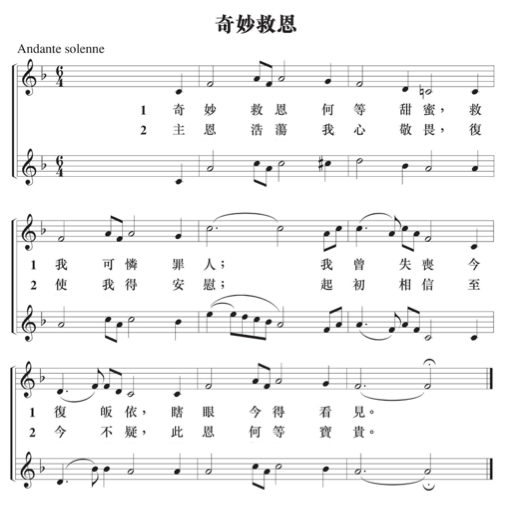 奇妙救恩
Andante solenne
1 奇妙救恩何等甜蜜，救
2 主恩浩蕩我心敬畏，復
1 我可憐罪人； 我曾失喪今
2 使我得安慰； 起初相信至
1 復皈依，瞎眼今得看見。
2 今不疑，此恩何等寶貴。